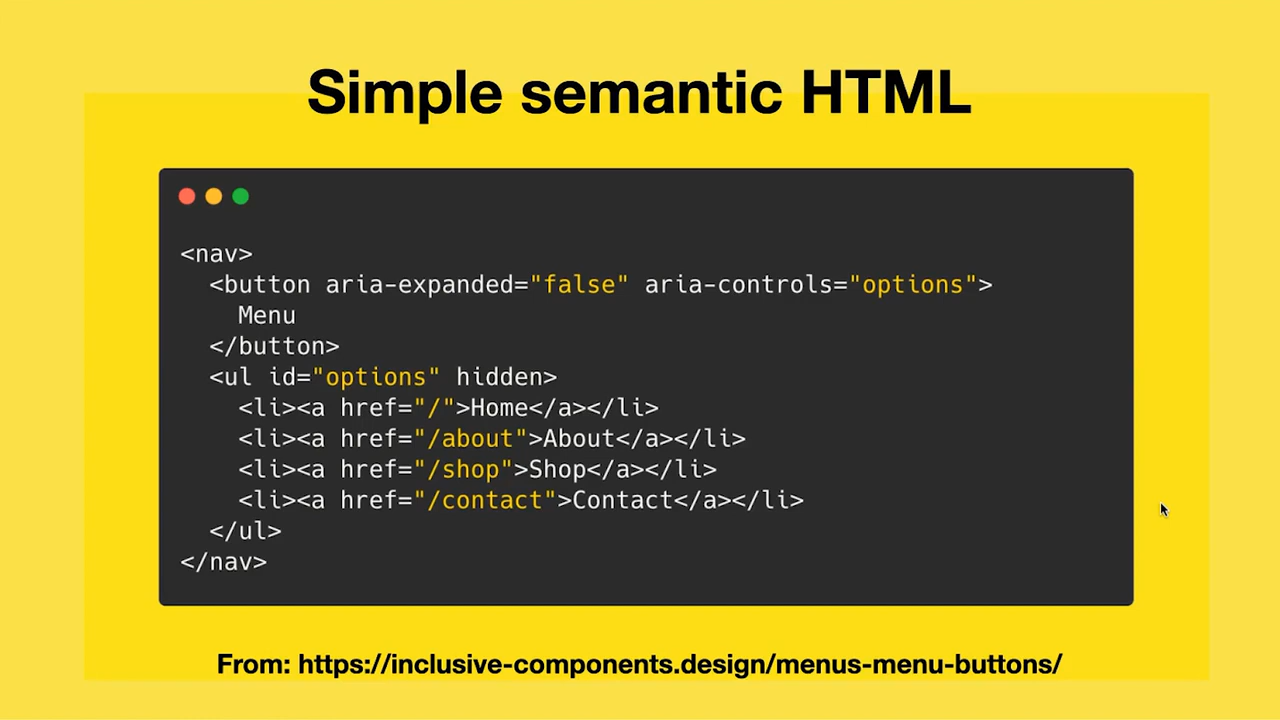 Simple semantic HTML
<nav>
  <button aria-expanded="false" aria-controls="options">
    Menu
  </button>
  <ul id="options" hidden>
    <li><a href="/">Home</a></li>
    <li><a href="/about">About</a></li>
    <li><a href="/shop">Shop</a></li>
    <li><a href="/contact">Contact</a></li>
  </ul>
</nav>
From: https://inclusive-components.design/menus-menu-buttons/